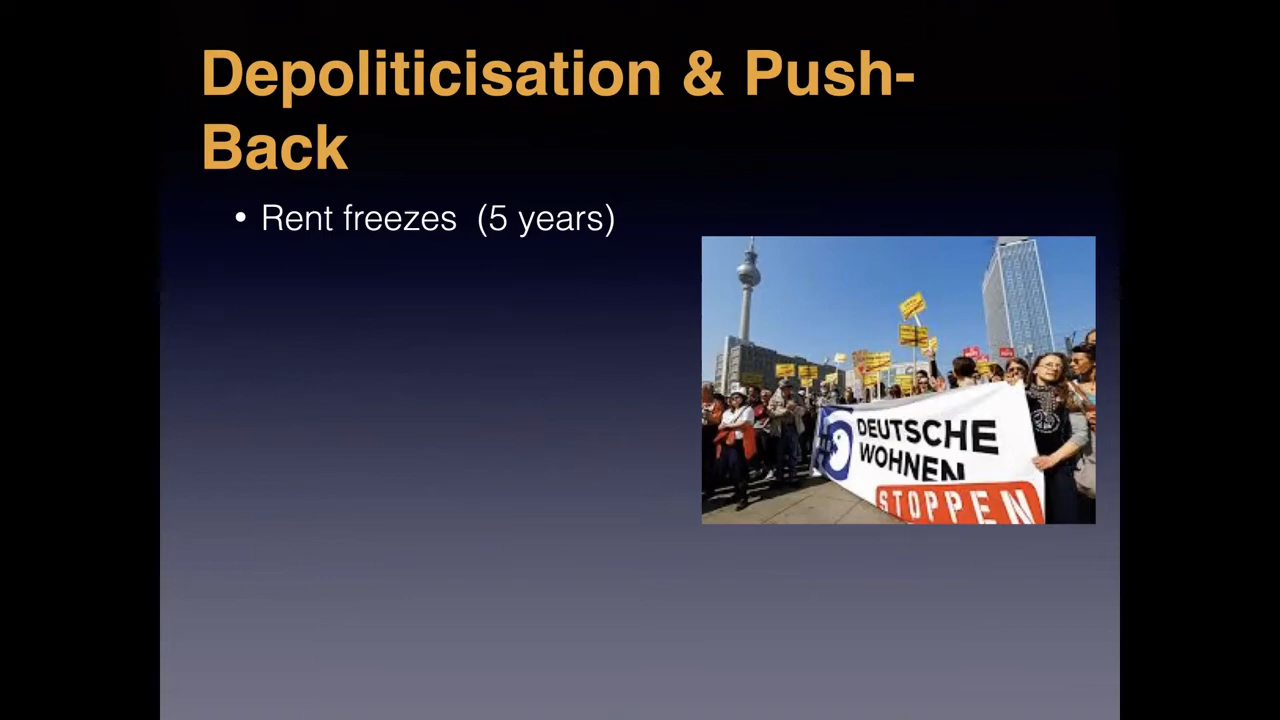 Depoliticisation & Push-
Back
• Rent freezes (5 years)
DEUTSCHE
WOHNEN
STOPPEN